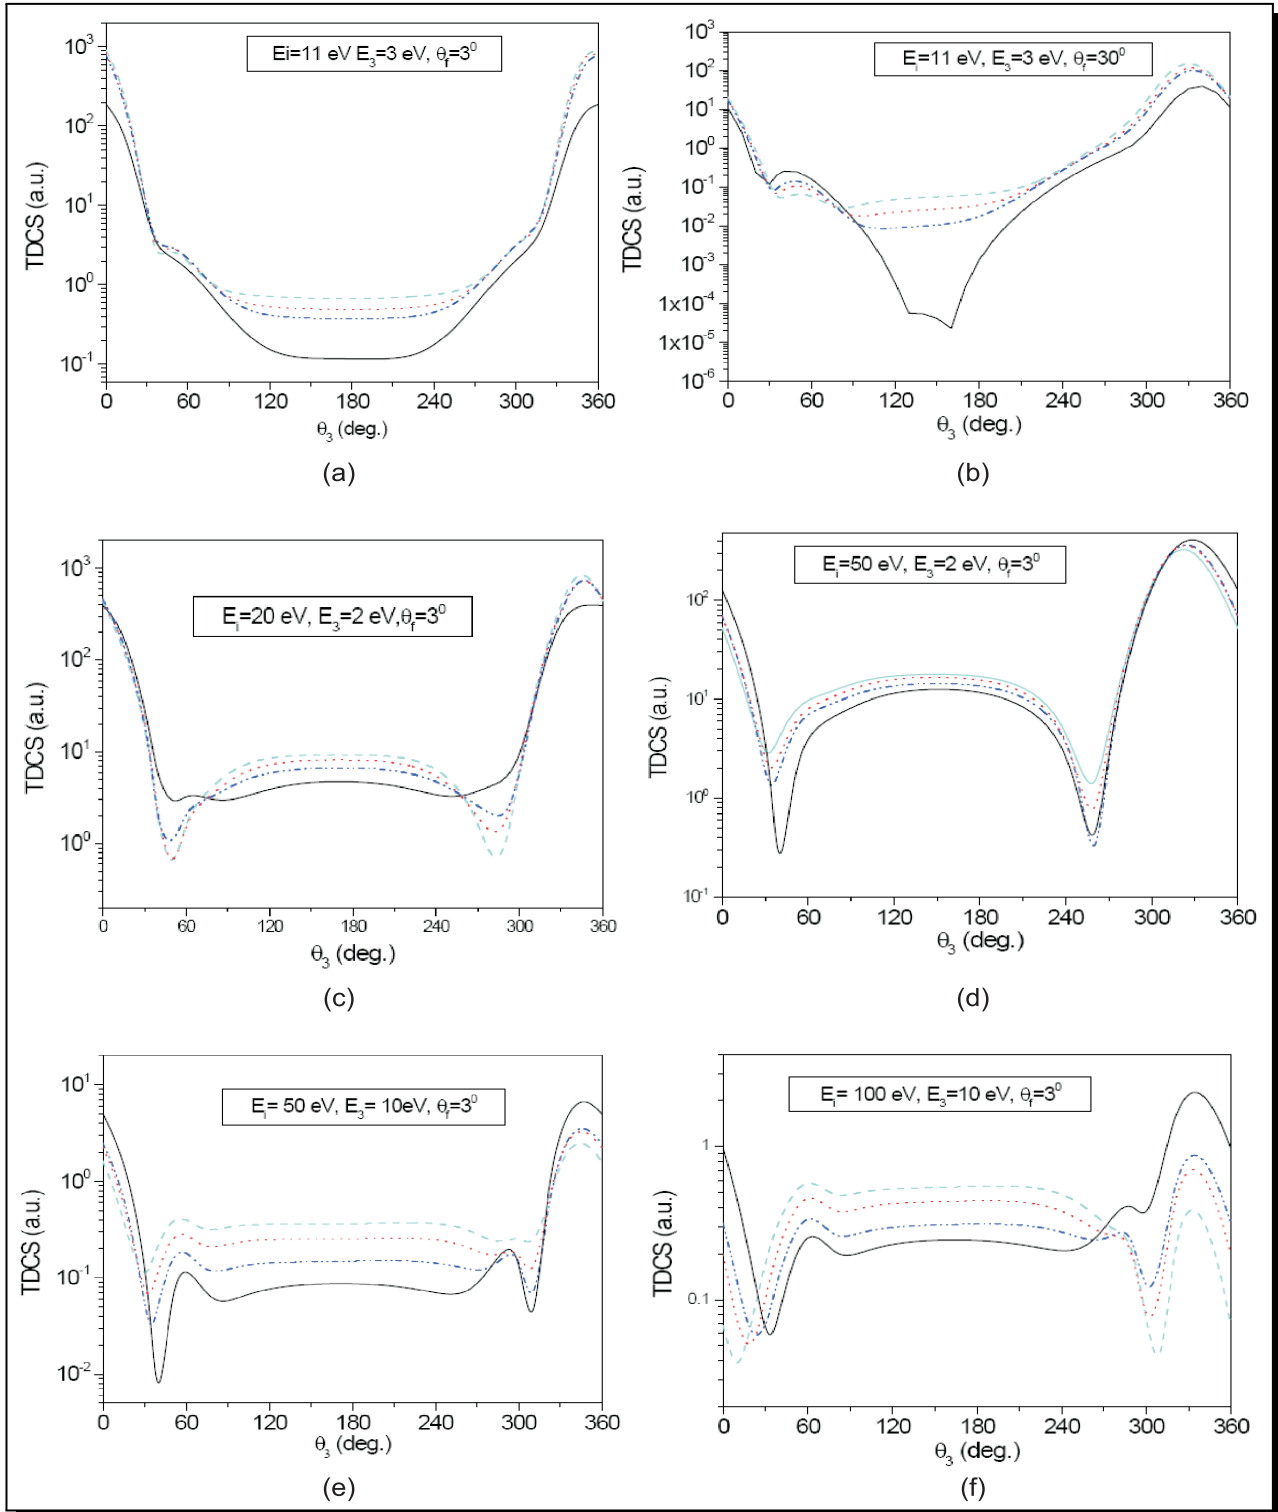 Ei=11 eV E₃=3 eV, θf=3⁰
TDCS (a.u.)
10³
10²
10¹
10⁰
10⁻¹
0 60 120 180 240 300 360
θ₃ (deg.)
(a)
Ei=11 eV, E₃=3 eV, θf=30⁰
TDCS (a.u.)
10³
10²
10¹
10⁰
10⁻¹
10⁻²
10⁻³
1x10⁻⁴
1x10⁻⁵
10⁻⁶
0 60 120 180 240 300 360
θ₃ (deg.)
(b)
Ei=20 eV, E₃=2 eV,θf=3⁰
TDCS (a.u.)
10³
10²
10¹
10⁰
0 60 120 180 240 300 360
θ₃ (deg.)
(c)
Ei=50 eV, E₃=2 eV, θf=3⁰
TDCS (a.u.)
10²
10¹
10⁰
10⁻¹
0 60 120 180 240 300 360
θ₃ (deg.)
(d)
Ei= 50 eV, E₃= 10eV, θf=3⁰
TDCS (a.u.)
10¹
10⁰
10⁻¹
10⁻²
0 60 120 180 240 300 360
θ₃ (deg.)
(e)
Ei= 100 eV, E₃=10 eV, θf=3⁰
TDCS (a.u.)
1
0.1
0 60 120 180 240 300 360
θ₃ (deg.)
(f)